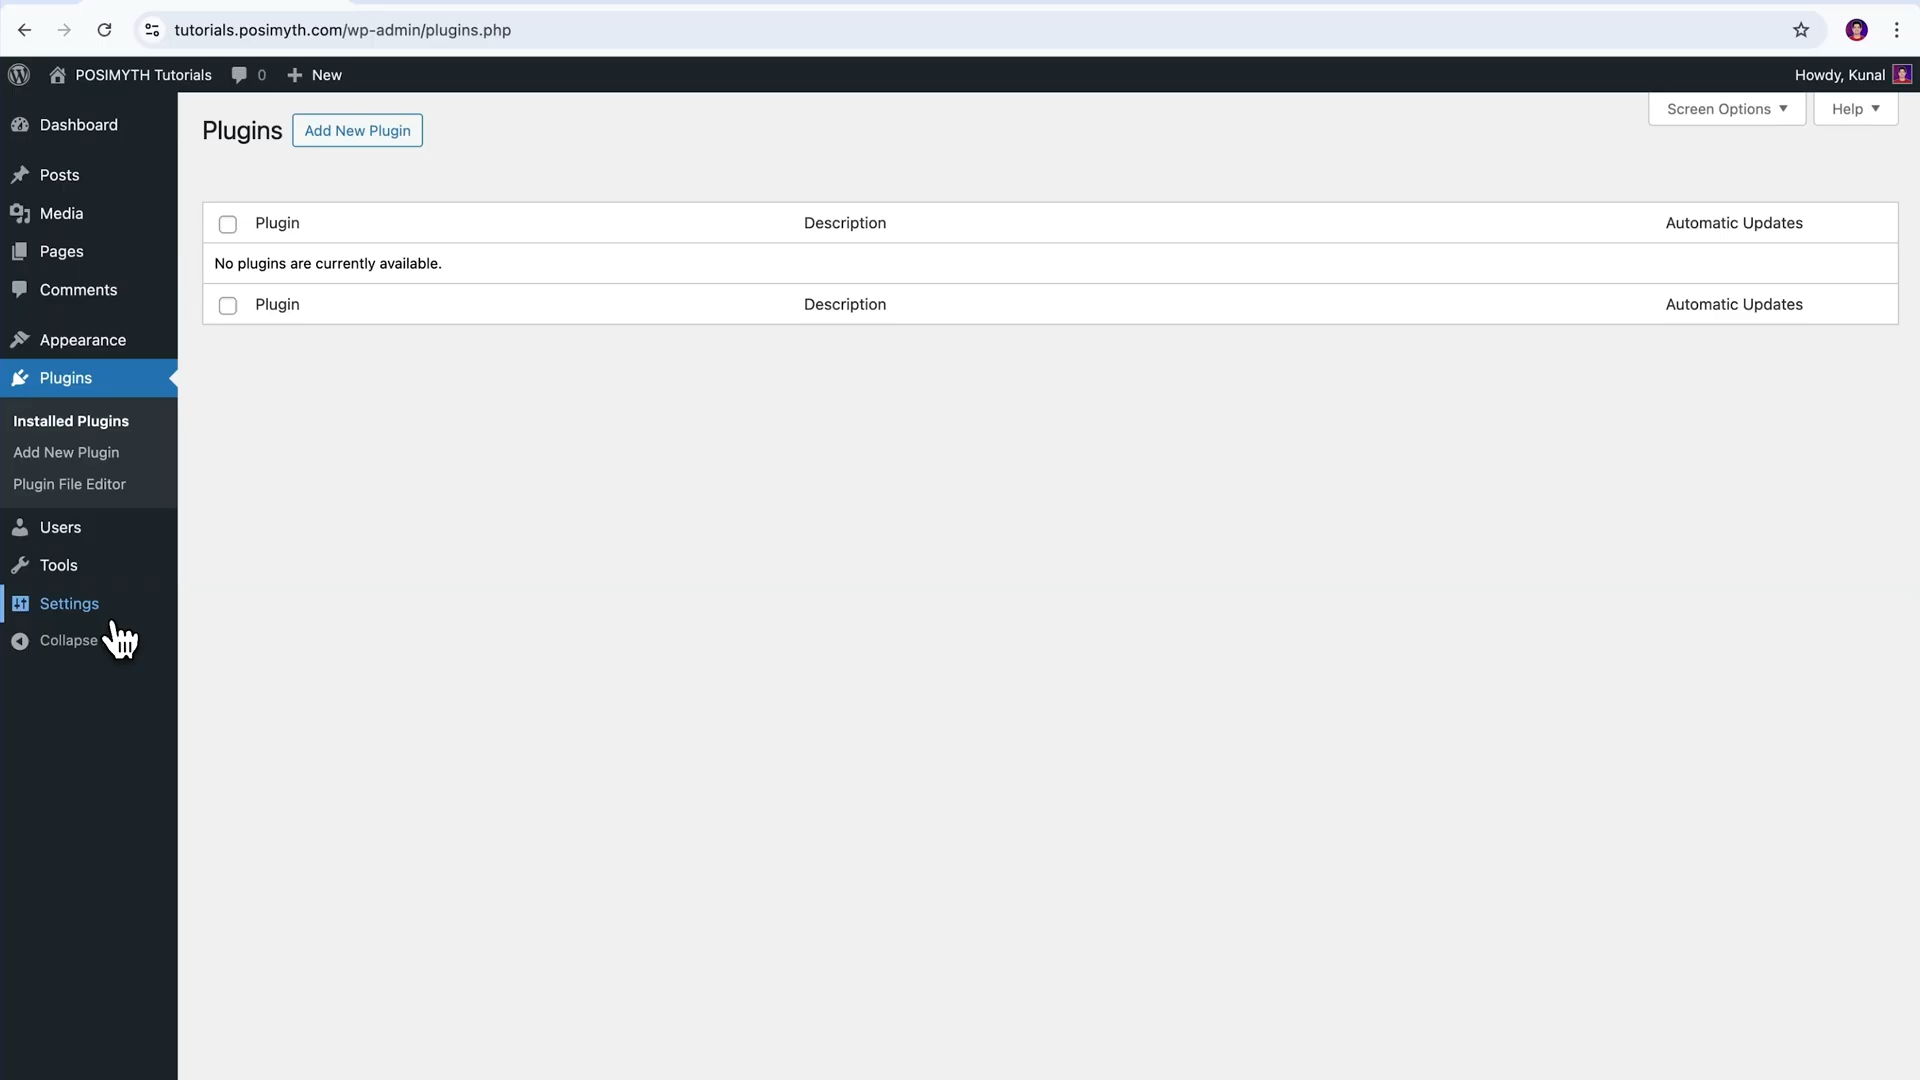 tutorials.posimyth.com/wp-admin/plugins.php
POSIMYTH Tutorials 0 New Howdy, Kunal
Screen Options Help
Plugins Add New Plugin
Dashboard
Posts
Media
Pages
Comments
Appearance
Plugins
Installed Plugins
Add New Plugin
Plugin File Editor
Users
Tools
Settings
Collapse
Plugin Description Automatic Updates
No plugins are currently available.
Plugin Description Automatic Updates